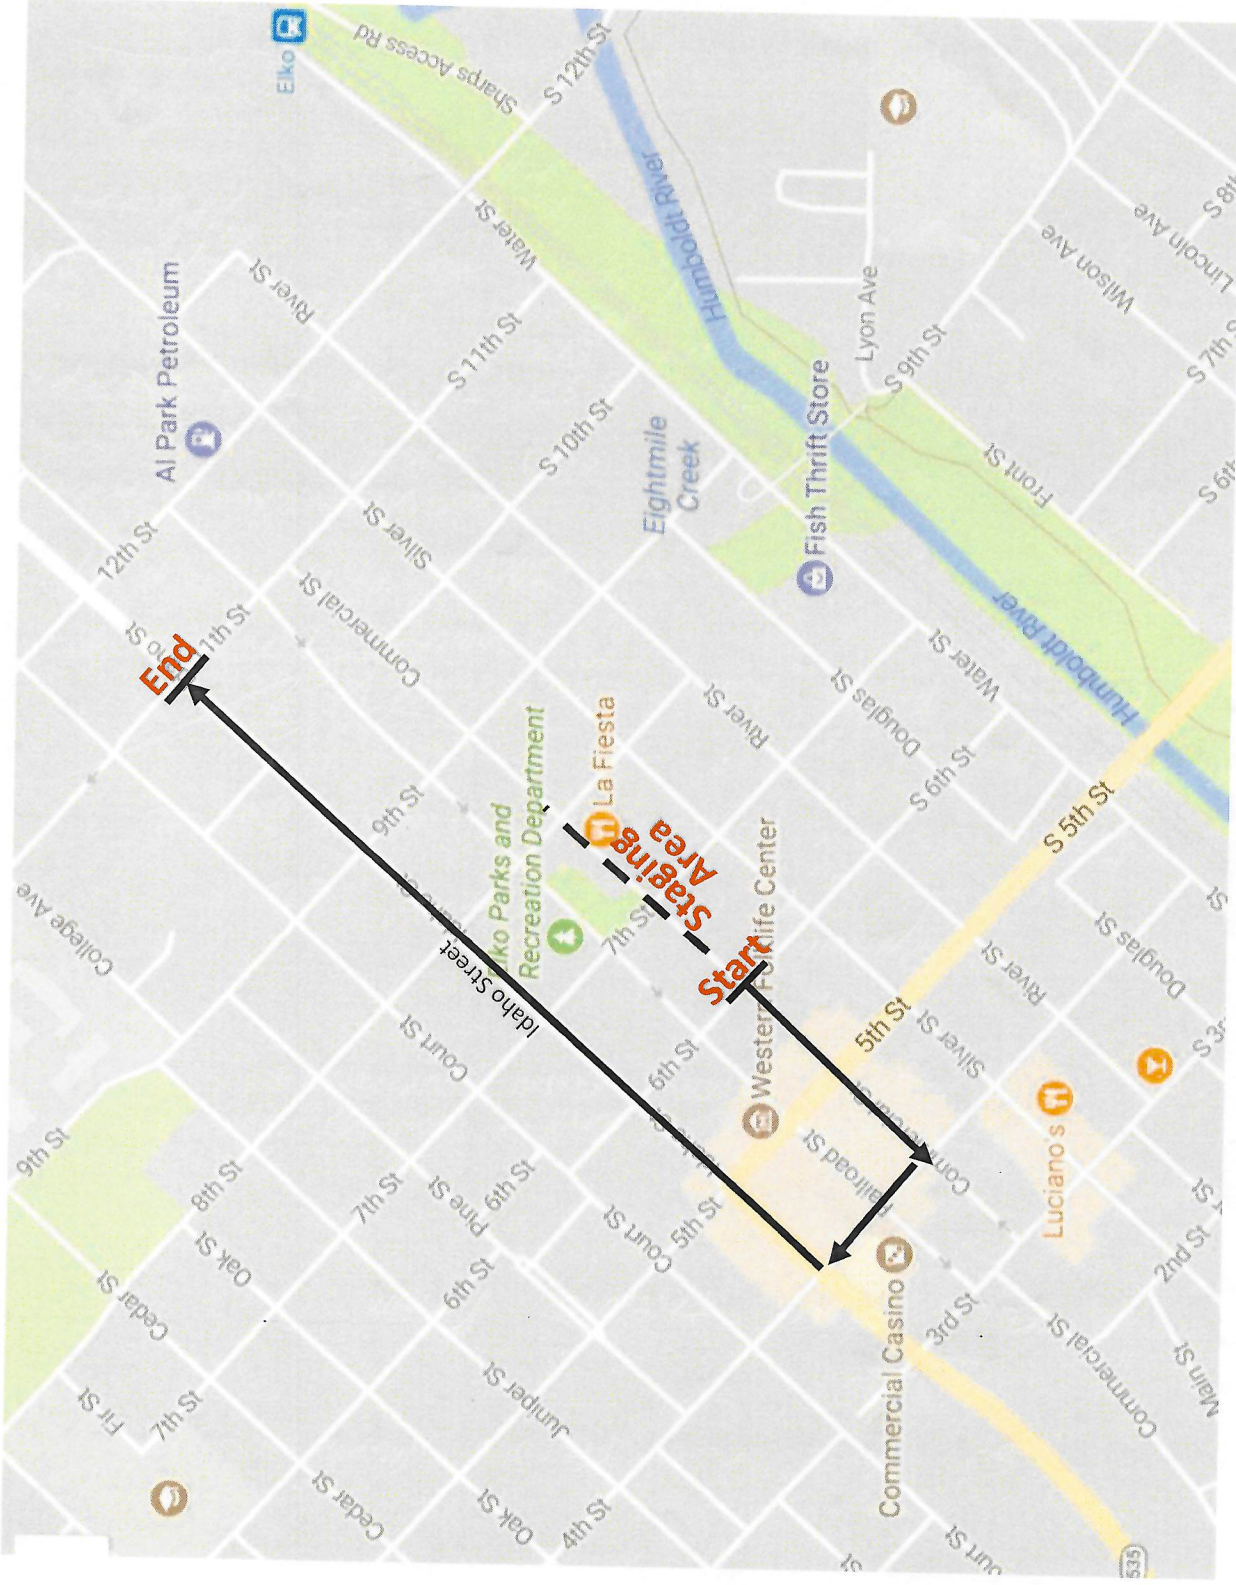 Elko
Sharps Access Rd
S 12th St
Humboldt River
Water St
River St
Al Park Petroleum
S 11th St
S 10th St
Eightmile
Creek
Fish Thrift Store
Lyon Ave
S 9th St
Wilson Ave
Lincoln Ave
Front St
12th St
Silver St
Commercial St
End
Humboldt River
Water St
Douglas St
River St
S 6th St
S 5th St
La Fiesta
Staging
Area
Elko Parks and
Recreation Department
9th St
7th St
Start
Western Folklife Center
Idaho Street
College Ave
Court St
6th St
5th St
Silver St
River St
Douglas St
Railroad St
Luciano's
Commercial Casino
3rd St
2nd St
Commercial St
Main St
9th St
8th St
7th St
Pine St
6th St
Court St
5th St
6th St
Oak St
Cedar St
Fir St
7th St
Juniper St
Cedar St
Oak St
4th St
535